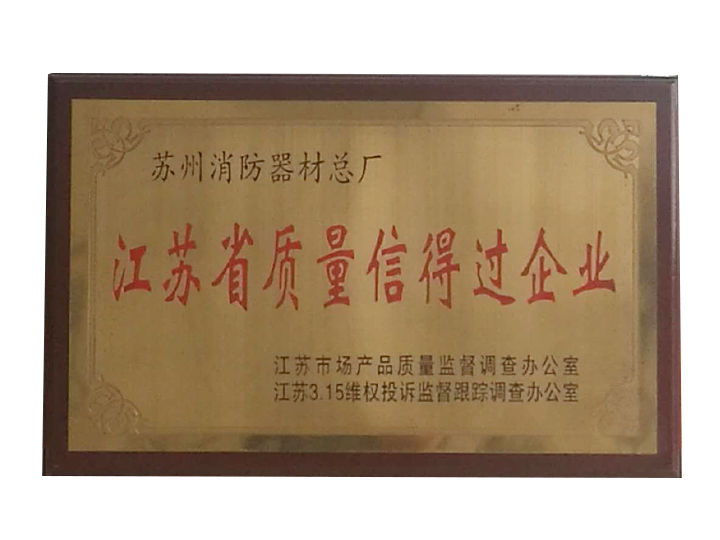 苏州消防器材总厂
江苏省质量信得过企业
江苏市场产品质量监督调查办公室
江苏3.15维权投诉监督跟踪调查办公室